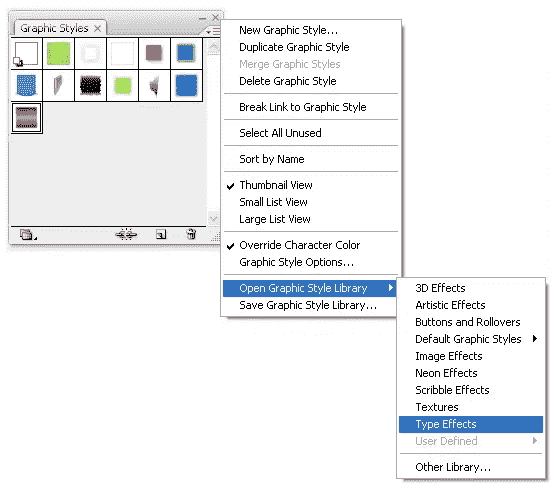 Graphic Styles
New Graphic Style...
Duplicate Graphic Style
Merge Graphic Styles
Delete Graphic Style
Break Link to Graphic Style
Select All Unused
Sort by Name
Thumbnail View
Small List View
Large List View
Override Character Color
Graphic Style Options...
Open Graphic Style Library
Save Graphic Style Library...
3D Effects
Artistic Effects
Buttons and Rollovers
Default Graphic Styles
Image Effects
Neon Effects
Scribble Effects
Textures
Type Effects
User Defined
Other Library...